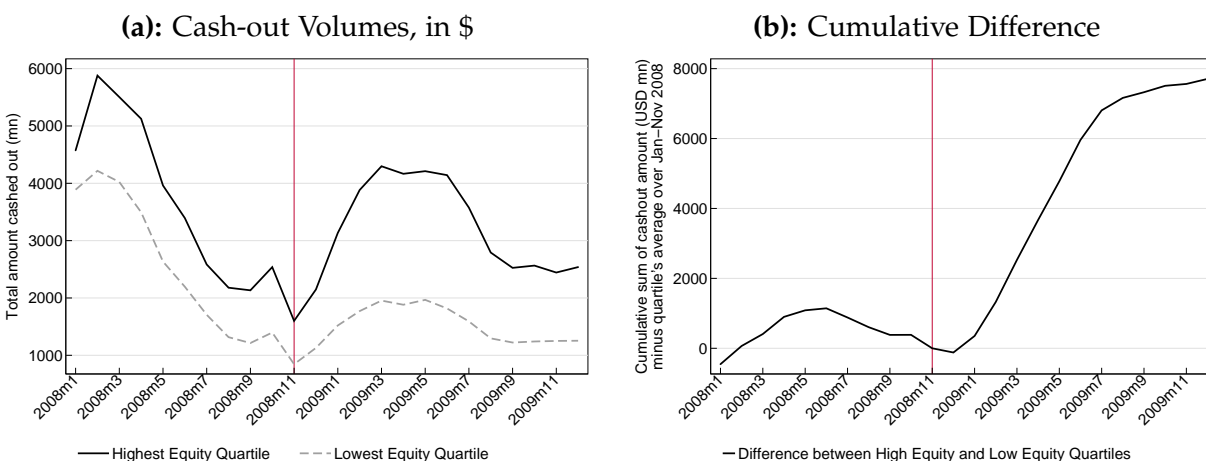 (a): Cash-out Volumes, in $
Total amount cashed out (mn)
6000
5000
4000
3000
2000
1000
2008m1
2008m3
2008m5
2008m7
2008m9
2008m11
2009m1
2009m3
2009m5
2009m7
2009m9
2009m11
Highest Equity Quartile
Lowest Equity Quartile
(b): Cumulative Difference
Cumulative sum of cashout amount (USD mn)
minus quartile's average over Jan−Nov 2008
8000
6000
4000
2000
0
2008m1
2008m3
2008m5
2008m7
2008m9
2008m11
2009m1
2009m3
2009m5
2009m7
2009m9
2009m11
Difference between High Equity and Low Equity Quartiles